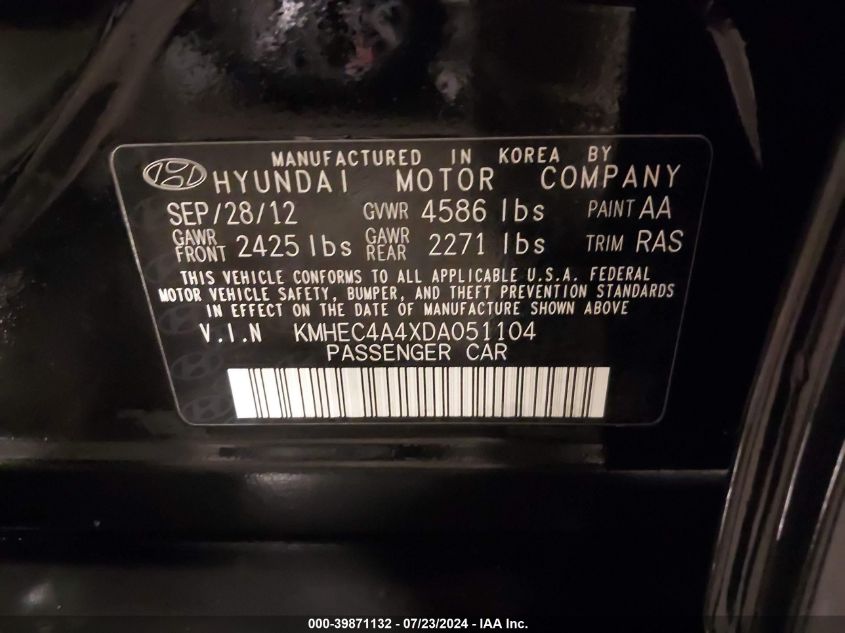 MANUFACTURED IN KOREA BY
HYUNDAI MOTOR COMPANY
SEP/28/12 GVWR 4586 lbs PAINT AA
GAWR FRONT 2425 lbs GAWR REAR 2271 lbs TRIM RAS
THIS VEHICLE CONFORMS TO ALL APPLICABLE U.S.A. FEDERAL
MOTOR VEHICLE SAFETY, BUMPER, AND THEFT PREVENTION STANDARDS
IN EFFECT ON THE DATE OF MANUFACTURE SHOWN ABOVE
V.I.N KMHEC4A4XDA051104
PASSENGER CAR
000-39871132 - 07/23/2024 - IAA Inc.